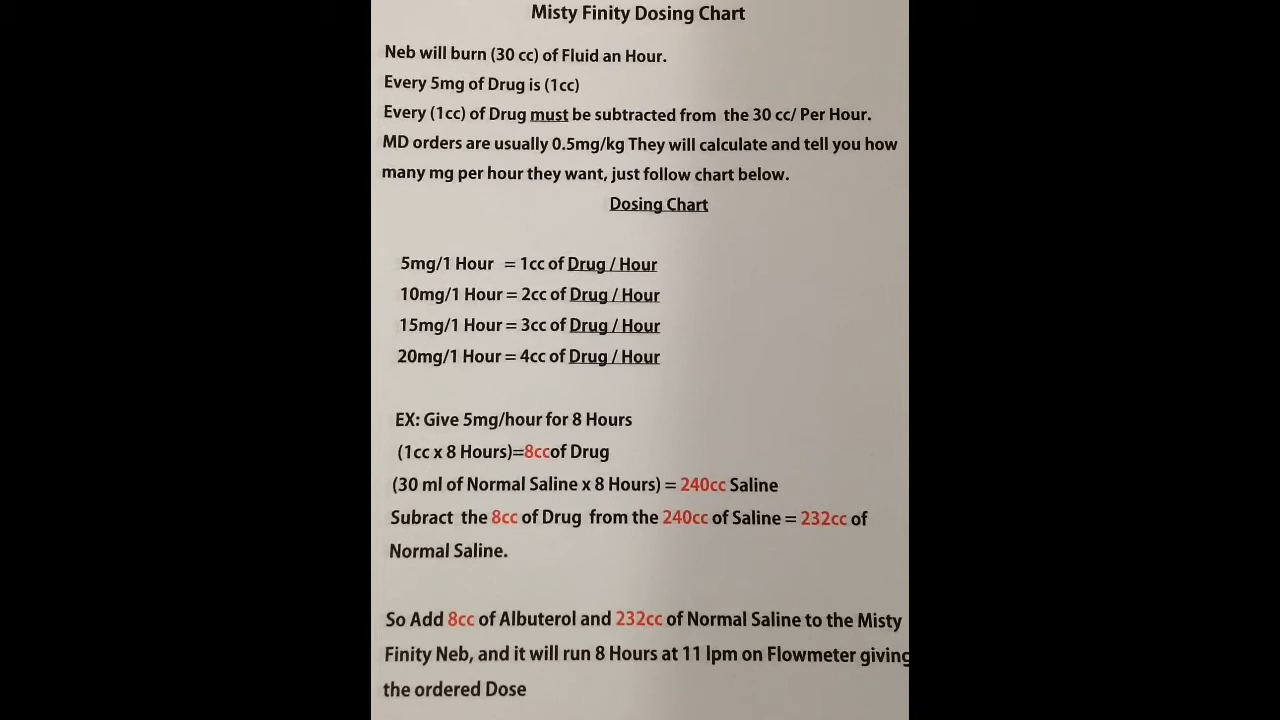 Misty Finity Dosing Chart
Neb will burn (30 cc) of Fluid an Hour.
Every 5mg of Drug is (1cc)
Every (1cc) of Drug must be subtracted from the 30 cc/ Per Hour.
MD orders are usually 0.5mg/kg They will calculate and tell you how
many mg per hour they want, just follow chart below.
Dosing Chart
5mg/1 Hour = 1cc of Drug / Hour
10mg/1 Hour = 2cc of Drug / Hour
15mg/1 Hour = 3cc of Drug / Hour
20mg/1 Hour = 4cc of Drug / Hour
EX: Give 5mg/hour for 8 Hours
(1cc x 8 Hours)=8ccof Drug
(30 ml of Normal Saline x 8 Hours) = 240cc Saline
Subract the 8cc of Drug from the 240cc of Saline = 232cc of
Normal Saline.
So Add 8cc of Albuterol and 232cc of Normal Saline to the Misty
Finity Neb, and it will run 8 Hours at 11 lpm on Flowmeter giving
the ordered Dose